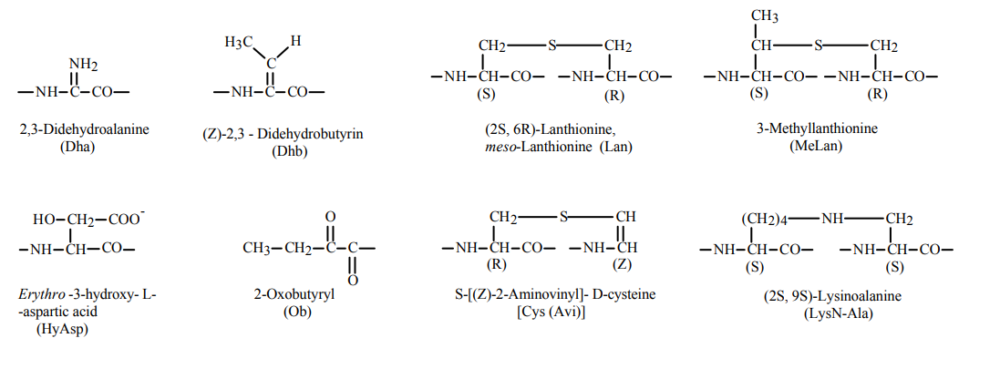 NH2
—NH–C–CO—
2,3-Didehydroalanine
(Dha)
H3C H
C
—NH–C–CO—
(Z)-2,3 - Didehydrobutyrin
(Dhb)
CH2—S—CH2
—NH–CH–CO— —NH–CH–CO—
(S) (R)
(2S, 6R)-Lanthionine,
meso-Lanthionine (Lan)
CH3
CH—S—CH2
—NH–CH–CO— —NH–CH–CO—
(S) (R)
3-Methyllanthionine
(MeLan)
HO–CH2–COO-
—NH–CH–CO—
Erythro -3-hydroxy- L-
-aspartic acid
(HyAsp)
O
CH3–CH2–C–C—
O
2-Oxobutyryl
(Ob)
CH2—S—CH
—NH–CH–CO— —NH–CH
(R) (Z)
S-[(Z)-2-Aminovinyl]- D-cysteine
[Cys (Avi)]
(CH2)4—NH—CH2
—NH–CH–CO— —NH–CH–CO—
(S) (S)
(2S, 9S)-Lysinoalanine
(LysN-Ala)